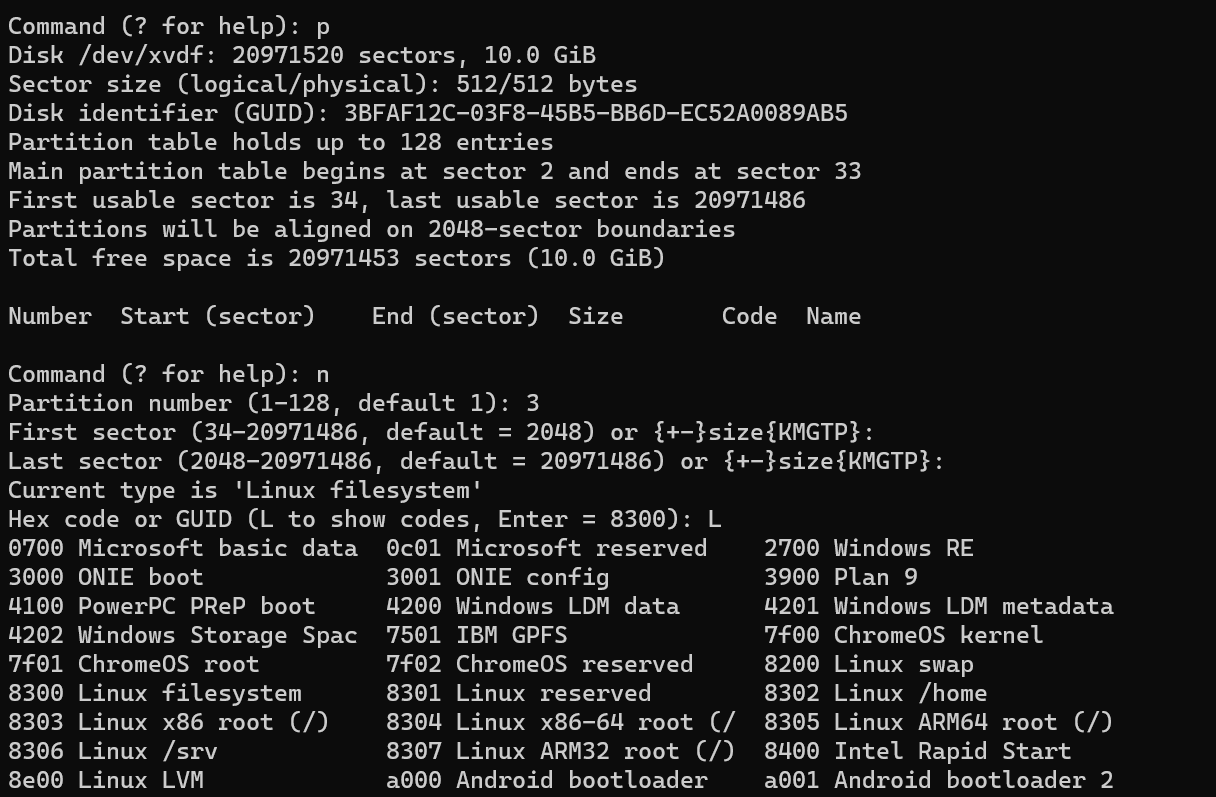 Command (? for help): p
Disk /dev/xvdf: 20971520 sectors, 10.0 GiB
Sector size (logical/physical): 512/512 bytes
Disk identifier (GUID): 3BFAF12C-03F8-45B5-BB6D-EC52A0089AB5
Partition table holds up to 128 entries
Main partition table begins at sector 2 and ends at sector 33
First usable sector is 34, last usable sector is 20971486
Partitions will be aligned on 2048-sector boundaries
Total free space is 20971453 sectors (10.0 GiB)
Number  Start (sector)    End (sector)  Size       Code  Name
Command (? for help): n
Partition number (1-128, default 1): 3
First sector (34-20971486, default = 2048) or {+-}size{KMGTP}:
Last sector (2048-20971486, default = 20971486) or {+-}size{KMGTP}:
Current type is 'Linux filesystem'
Hex code or GUID (L to show codes, Enter = 8300): L
0700 Microsoft basic data  0c01 Microsoft reserved    2700 Windows RE
3000 ONIE boot             3001 ONIE config           3900 Plan 9
4100 PowerPC PReP boot     4200 Windows LDM data      4201 Windows LDM metadata
4202 Windows Storage Spac  7501 IBM GPFS              7f00 ChromeOS kernel
7f01 ChromeOS root         7f02 ChromeOS reserved     8200 Linux swap
8300 Linux filesystem      8301 Linux reserved        8302 Linux /home
8303 Linux x86 root (/)    8304 Linux x86-64 root (/  8305 Linux ARM64 root (/)
8306 Linux /srv            8307 Linux ARM32 root (/)  8400 Intel Rapid Start
8e00 Linux LVM             a000 Android bootloader    a001 Android bootloader 2